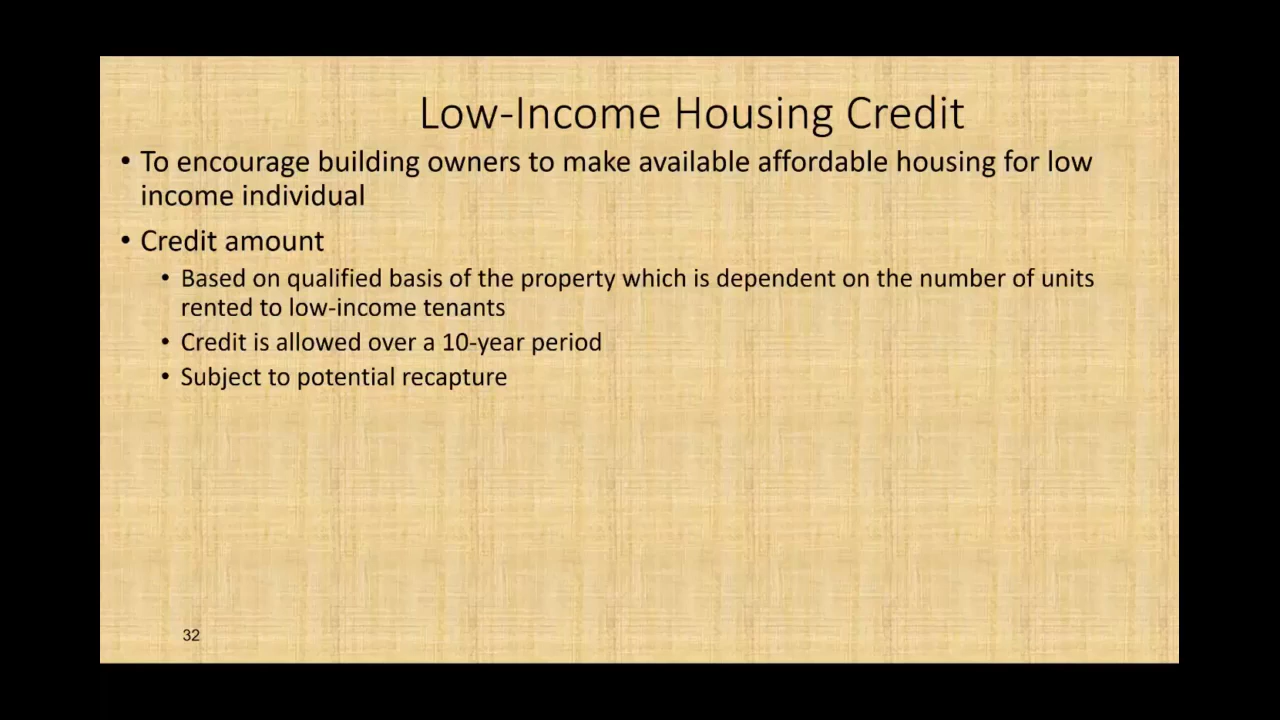 Low-Income Housing Credit
• To encourage building owners to make available affordable housing for low
income individual
• Credit amount
• Based on qualified basis of the property which is dependent on the number of units
rented to low-income tenants
• Credit is allowed over a 10-year period
• Subject to potential recapture
32